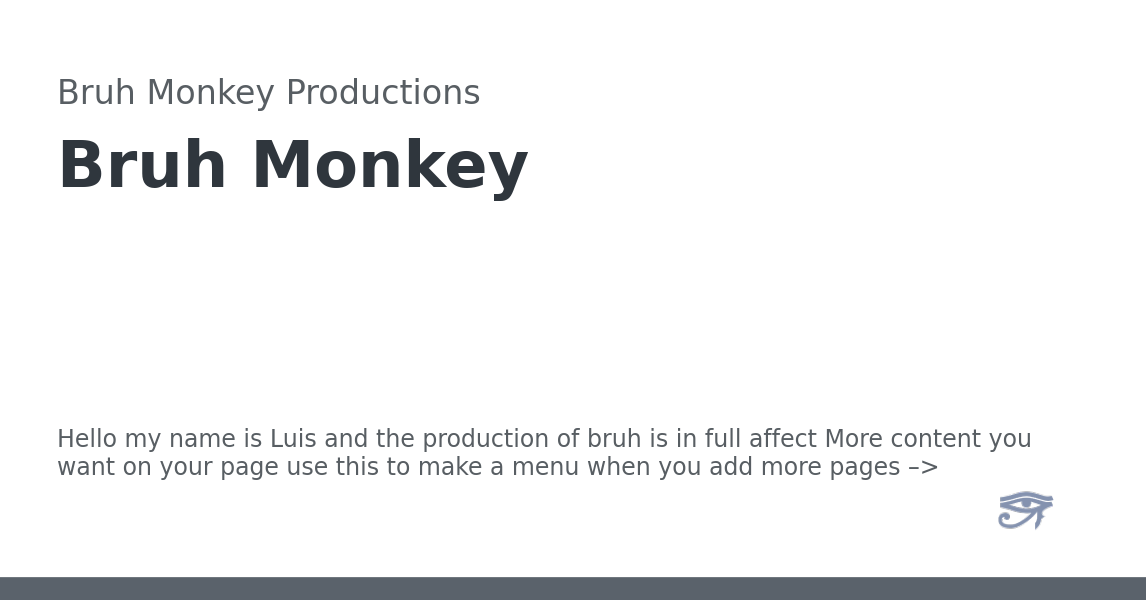 Bruh Monkey Productions
Bruh Monkey
Hello my name is Luis and the production of bruh is in full affect More content you
want on your page use this to make a menu when you add more pages –>